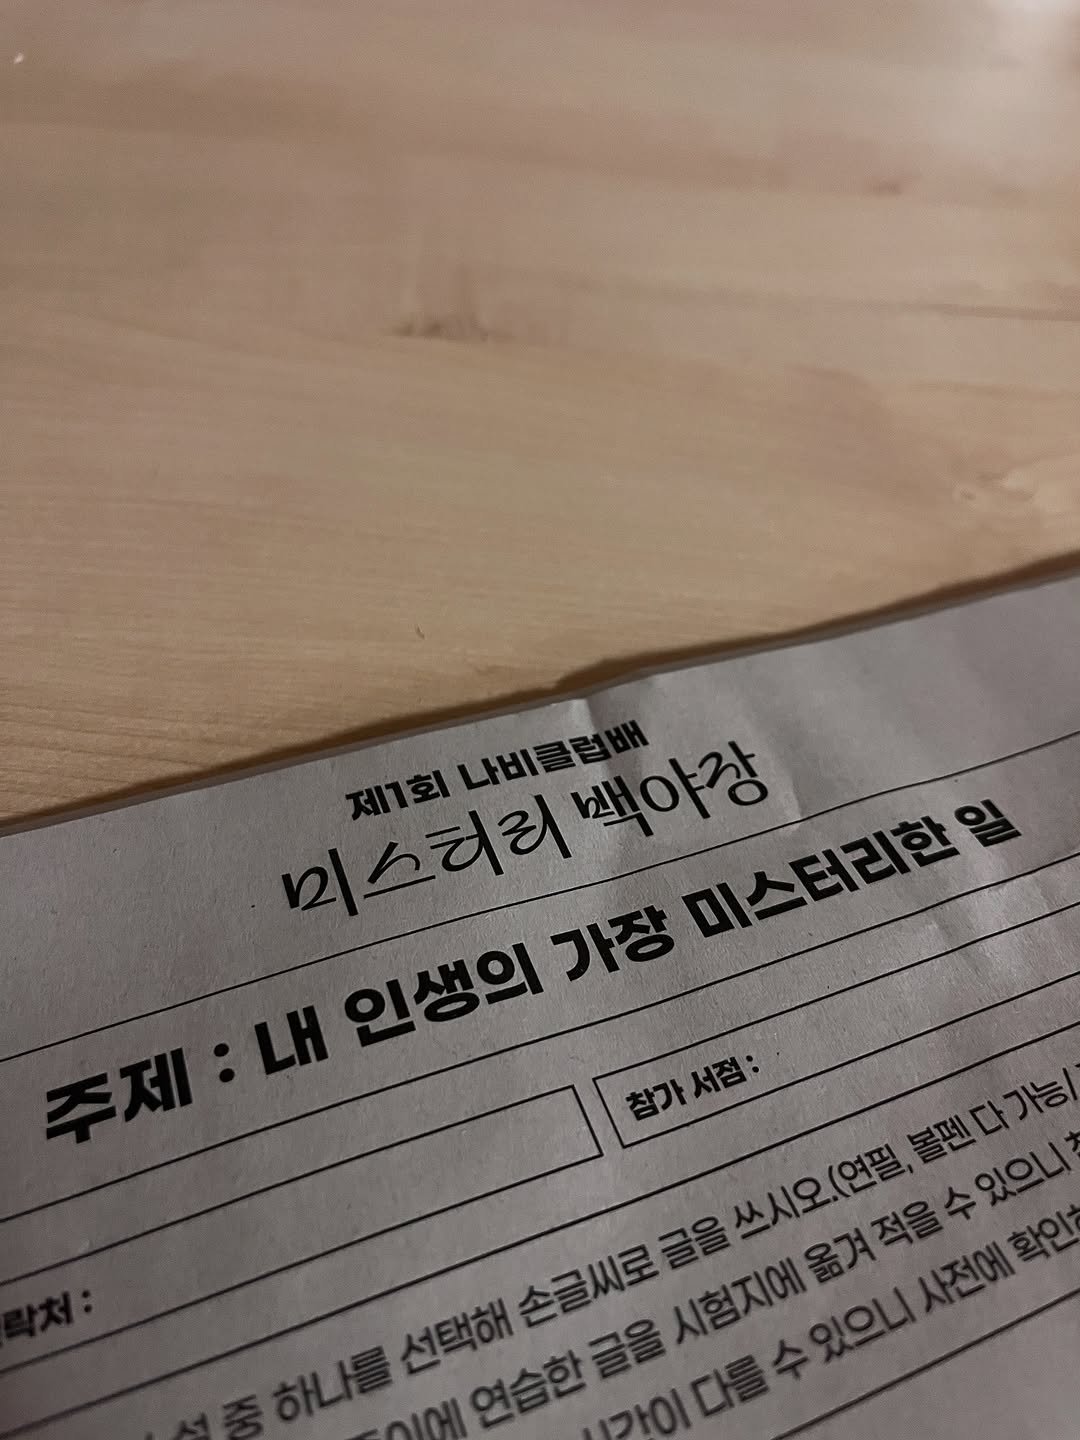 제1회 나비클럽배
미스터리 백야장
주제 : 내 인생의 가장 미스터리한 일
참가 서점 :
락처 :
중 하나를 선택해 손글씨로 글을 쓰시오.(연필, 볼펜 다 가능/
연습한 글을 시험지에 옮겨 적을 수 있으니
시간이 다를 수 있으니 사전에 확인